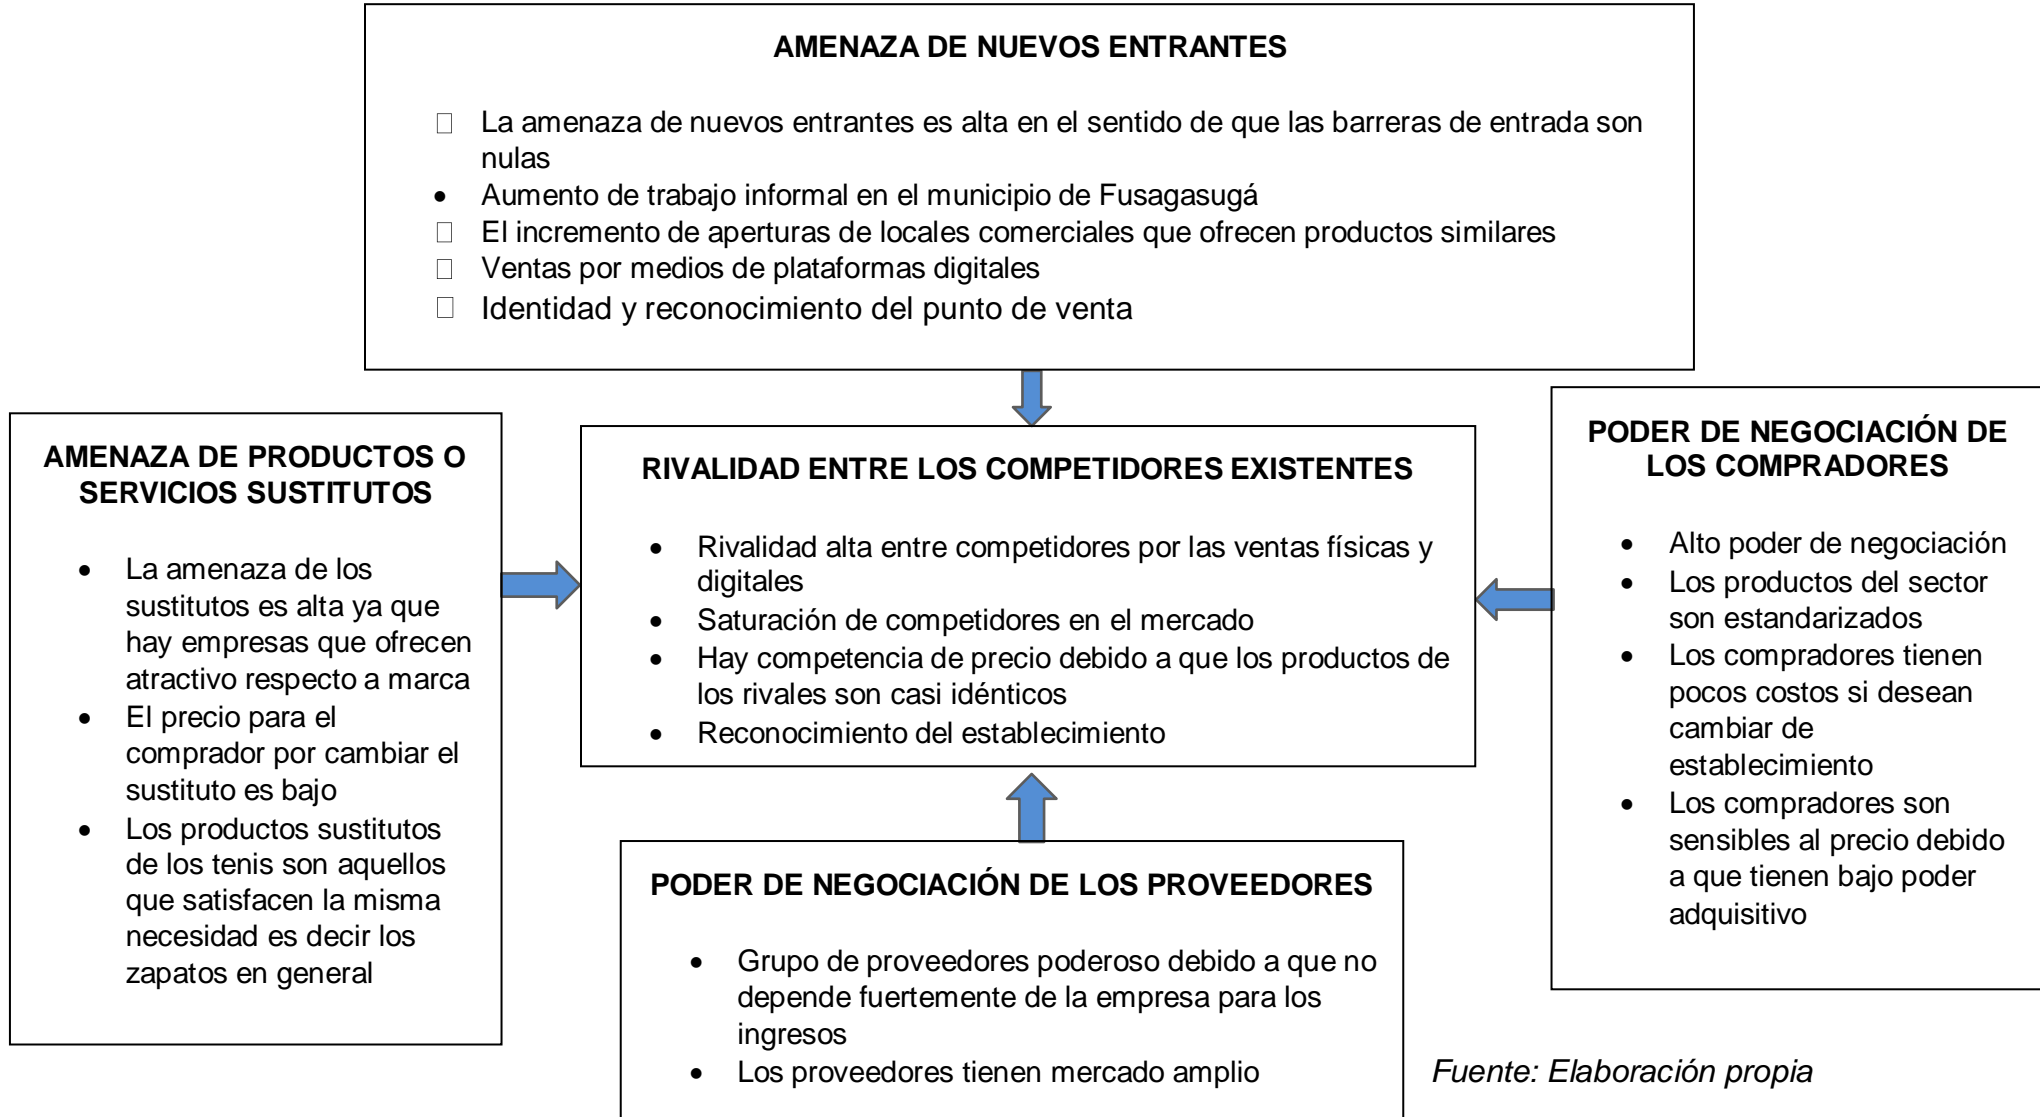 AMENAZA DE NUEVOS ENTRANTES
La amenaza de nuevos entrantes es alta en el sentido de que las barreras de entrada son
nulas
• Aumento de trabajo informal en el municipio de Fusagasugá
El incremento de aperturas de locales comerciales que ofrecen productos similares
Ventas por medios de plataformas digitales
Identidad y reconocimiento del punto de venta
AMENAZA DE PRODUCTOS O
SERVICIOS SUSTITUTOS
• La amenaza de los
sustitutos es alta ya que
hay empresas que ofrecen
atractivo respecto a marca
• El precio para el
comprador por cambiar el
sustituto es bajo
• Los productos sustitutos
de los tenis son aquellos
que satisfacen la misma
necesidad es decir los
zapatos en general
RIVALIDAD ENTRE LOS COMPETIDORES EXISTENTES
• Rivalidad alta entre competidores por las ventas físicas y
digitales
• Saturación de competidores en el mercado
• Hay competencia de precio debido a que los productos de
los rivales son casi idénticos
• Reconocimiento del establecimiento
PODER DE NEGOCIACIÓN DE
LOS COMPRADORES
• Alto poder de negociación
• Los productos del sector
son estandarizados
• Los compradores tienen
pocos costos si desean
cambiar de
establecimiento
• Los compradores son
sensibles al precio debido
a que tienen bajo poder
adquisitivo
PODER DE NEGOCIACIÓN DE LOS PROVEEDORES
• Grupo de proveedores poderoso debido a que no
depende fuertemente de la empresa para los
ingresos
• Los proveedores tienen mercado amplio
Fuente: Elaboración propia